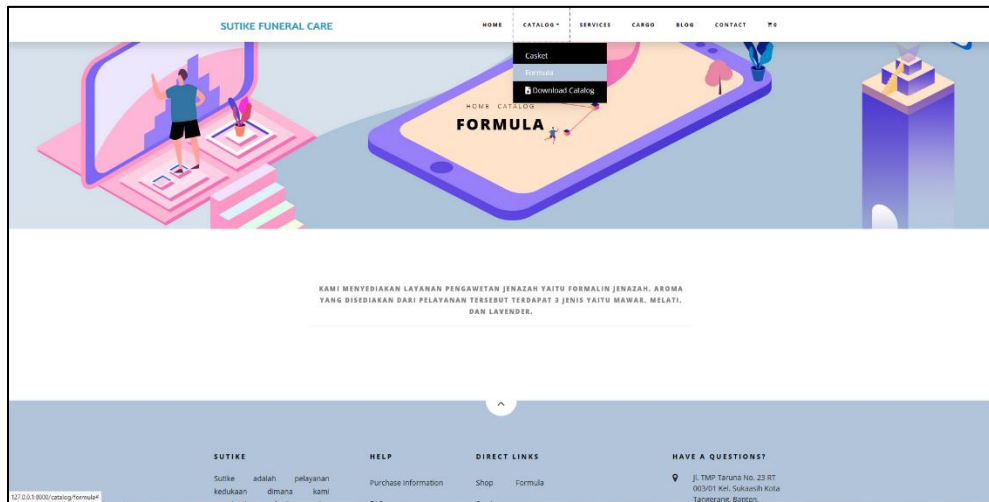 SUTIKE FUNERAL CARE
HOME CATALOG SERVICES CARGO BLOG CONTACT 0
Casket
Formula
Download Catalog
HOME CATALOG
FORMULA
KAMI MENYEDIAKAN LAYANAN PENGAWETAN JENAZAH YAITU FORMALIN JENAZAH. AROMA
YANG DISEDIAKAN DARI PELAYANAN TERSEBUT TERDAPAT 3 JENIS YAITU MAWAR, MELATI,
DAN LAVENDER.
SUTIKE
Sutike adalah pelayanan
kedukaan dimana kami
HELP
Purchase Information
DIRECT LINKS
Shop Formula
HAVE A QUESTIONS?
Jl. TMP Taruna No. 23 RT
003/01 Kel. Sukaasih Kota
Tangerang, Banten,
127.0.0.1:8000/catalog/formula#